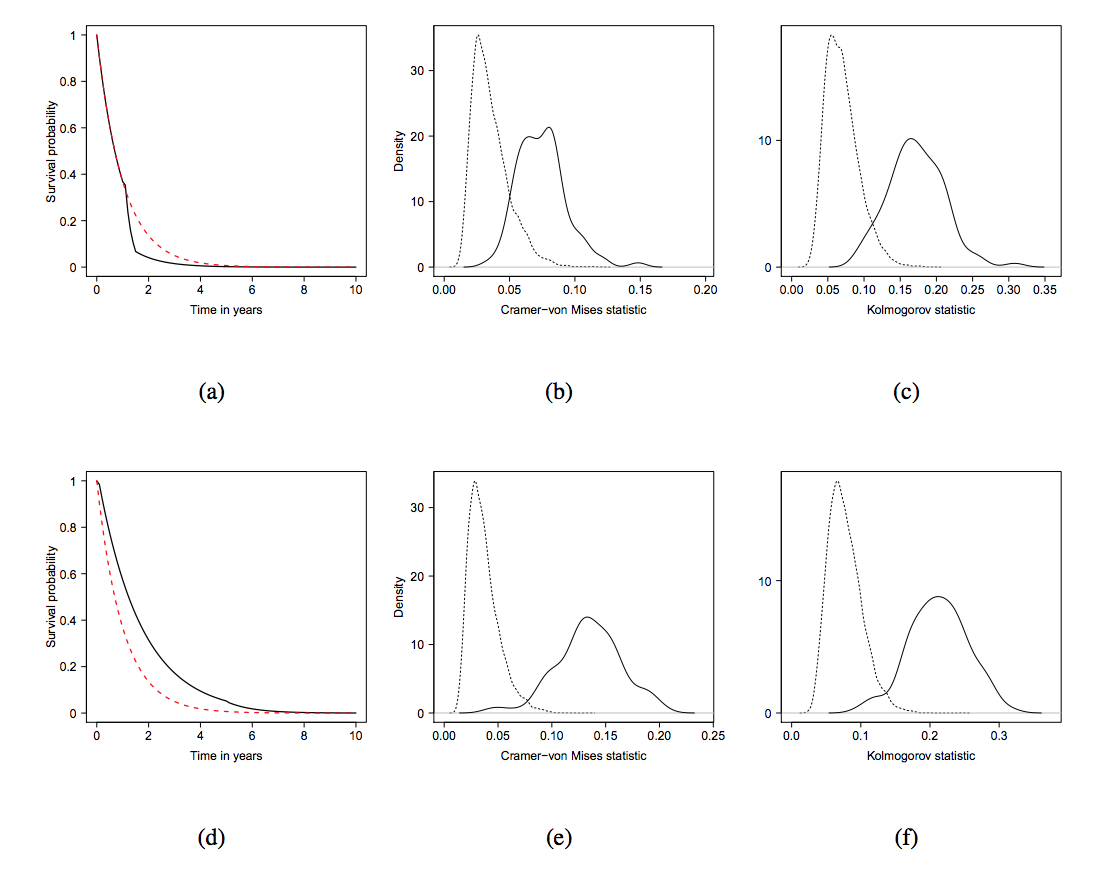 1
0.8
0.6
0.4
0.2
0
Survival probability
0 2 4 6 8 10
Time in years
(a)
30
20
10
0
Density
0.00 0.05 0.10 0.15 0.20
Cramer−von Mises statistic
(b)
10
0
0.00 0.05 0.10 0.15 0.20 0.25 0.30 0.35
Kolmogorov statistic
(c)
1
0.8
0.6
0.4
0.2
0
Survival probability
0 2 4 6 8 10
Time in years
(d)
30
20
10
0
Density
0.00 0.05 0.10 0.15 0.20 0.25
Cramer−von Mises statistic
(e)
10
0
0.0 0.1 0.2 0.3
Kolmogorov statistic
(f)